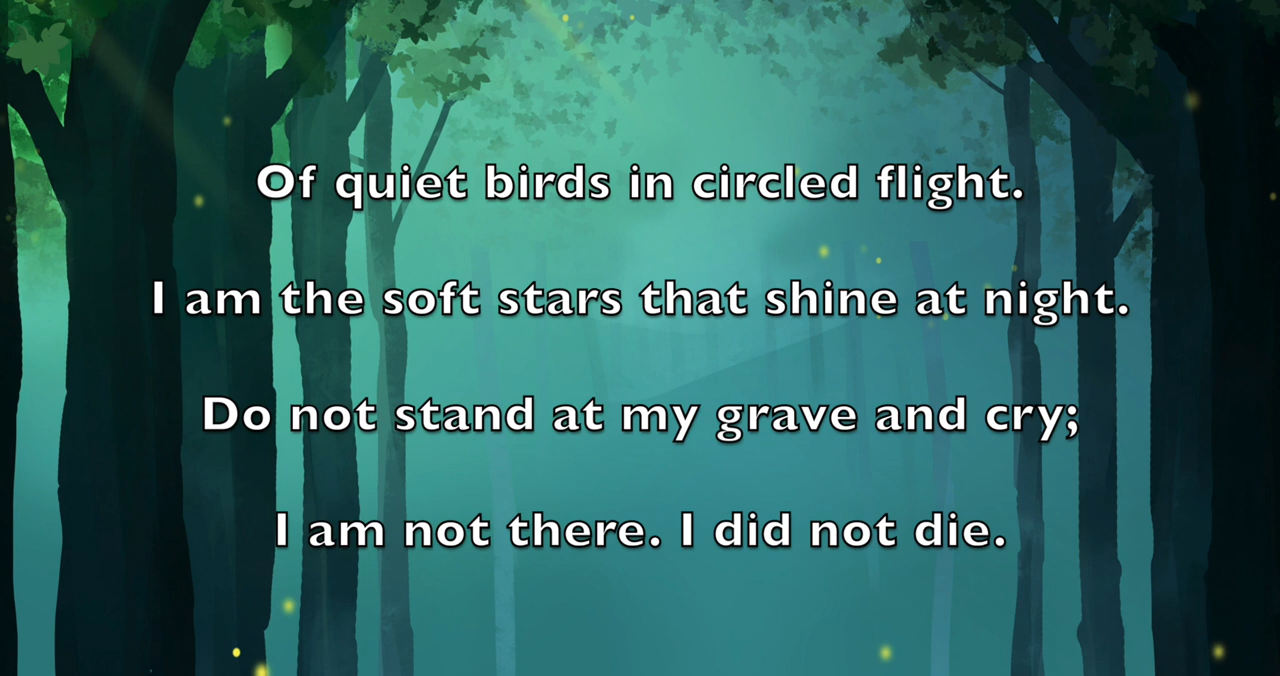 Of quiet birds in circled flight.
I am the soft stars that shine at night.
Do not stand at my grave and cry;
I am not there. I did not die.